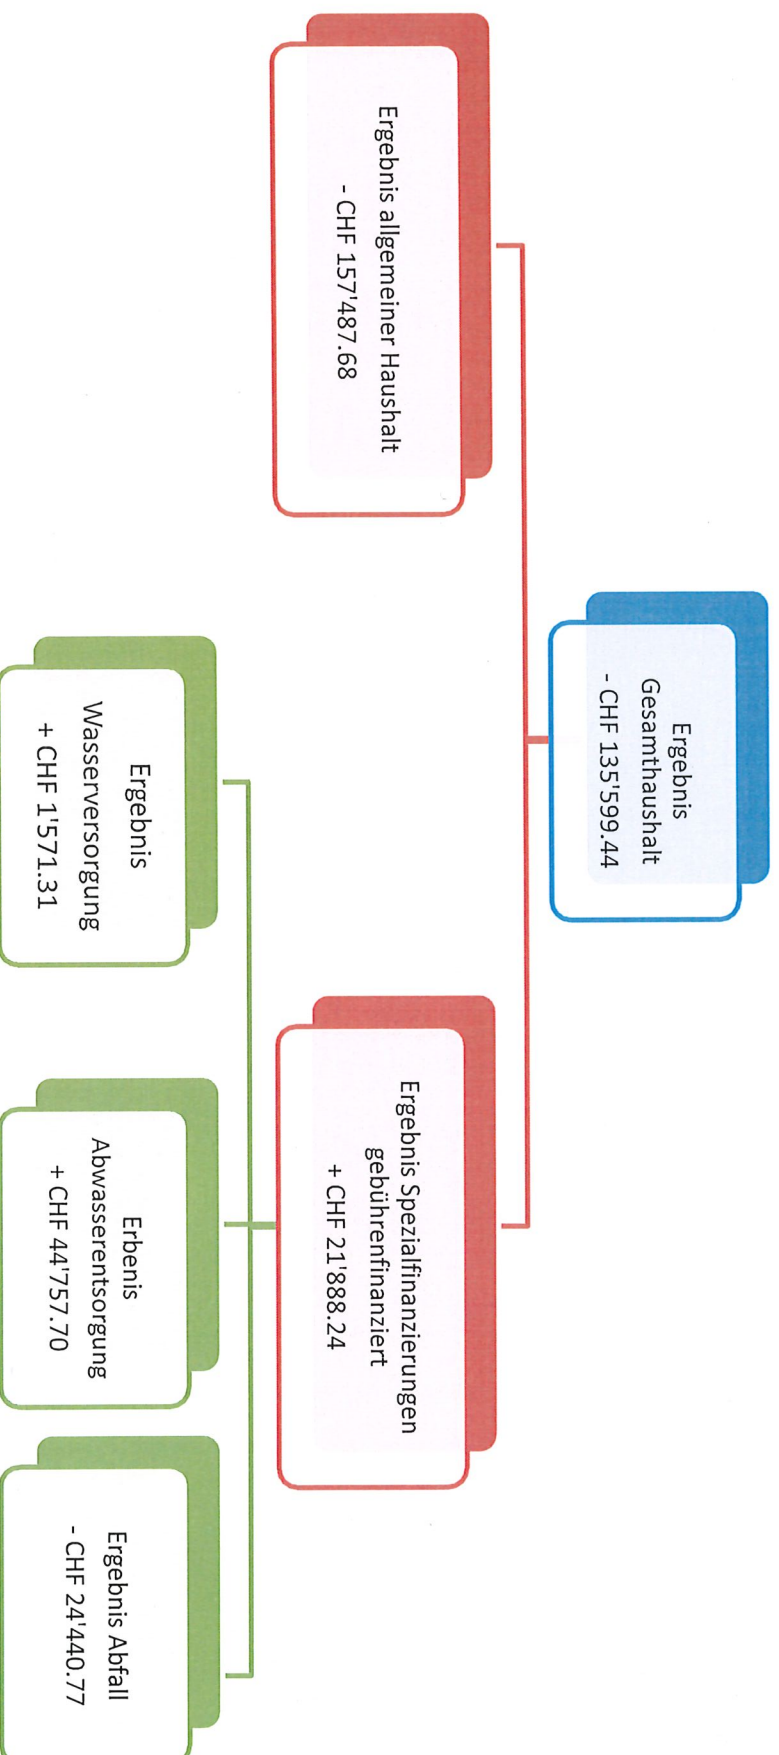 Ergebnis
Gesamthaushalt
- CHF 135'599.44
Ergebnis allgemeiner Haushalt
- CHF 157'487.68
Ergebnis Spezialfinanzierungen
gebührenfinanziert
+ CHF 21'888.24
Ergebnis
Wasserversorgung
+ CHF 1'571.31
Erbenis
Abwasserentsorgung
+ CHF 44'757.70
Ergebnis Abfall
- CHF 24'440.77